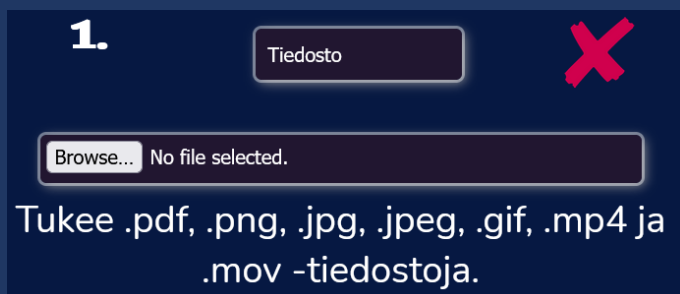 1.
Tiedosto
Browse... No file selected.
Tukee .pdf, .png, .jpg, .jpeg, .gif, .mp4 ja
.mov -tiedostoja.